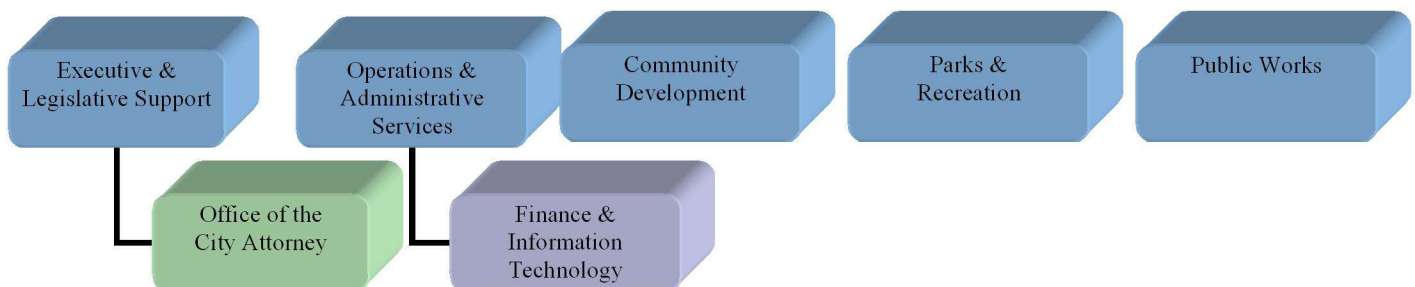 Executive &
Legislative Support
Operations &
Administrative
Services
Community
Development
Parks &
Recreation
Public Works
Office of the
City Attorney
Finance &
Information
Technology